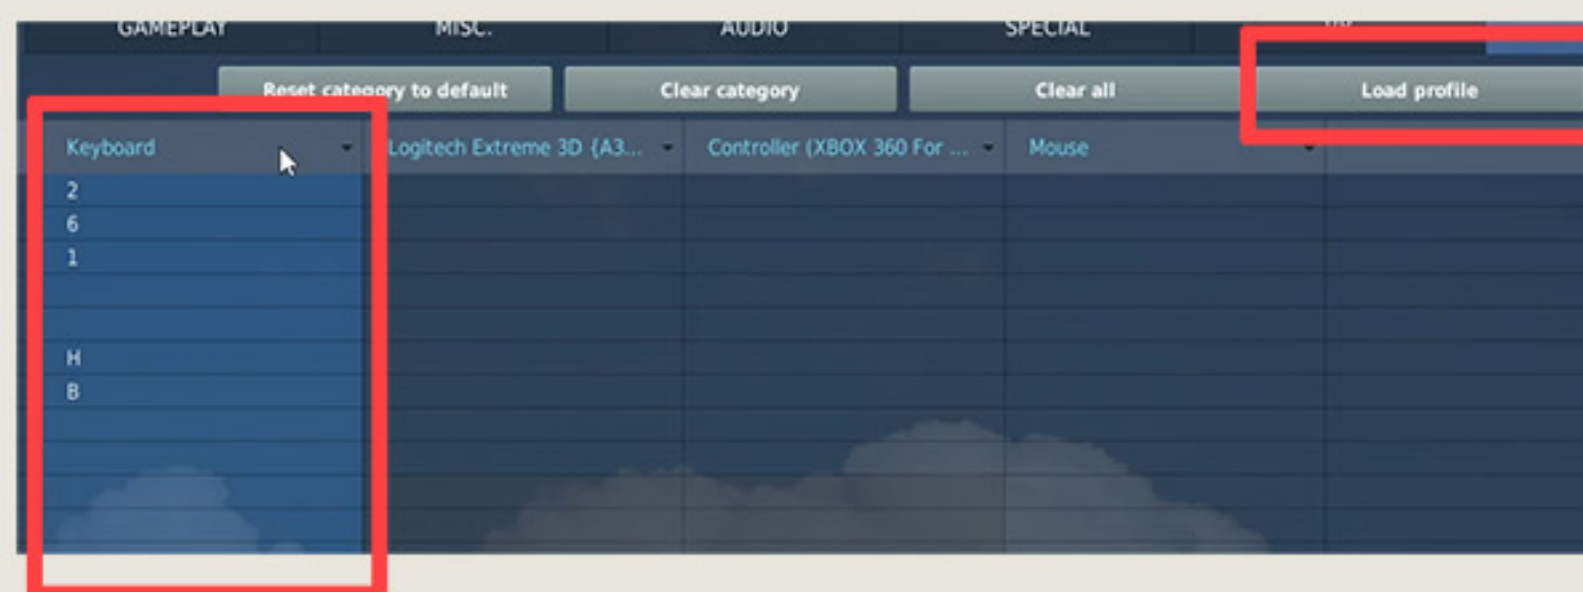 GAMEPLAY MISC. AUDIO SPECIAL
Reset category to default Clear category Clear all Load profile
Keyboard Logitech Extreme 3D {A3... Controller (XBOX 360 For ... Mouse
2
6
1
H
B